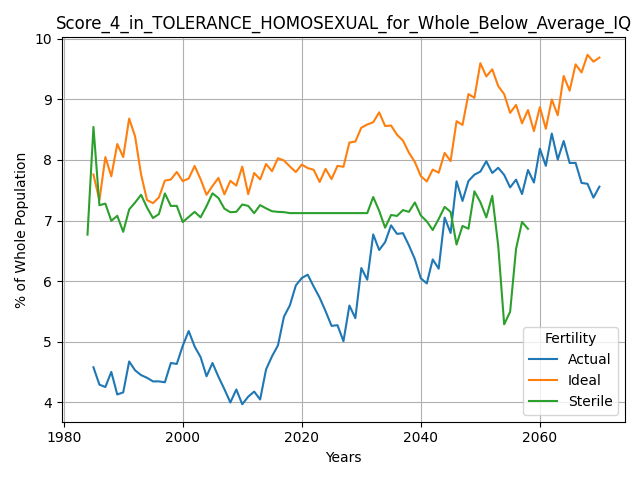 Score_4_in_TOLERANCE_HOMOSEXUAL_for_Whole_Below_Average_IQ
% of Whole Population
10
9
8
7
6
5
4
1980
2000
2020
2040
2060
Years
Fertility
Actual
Ideal
Sterile